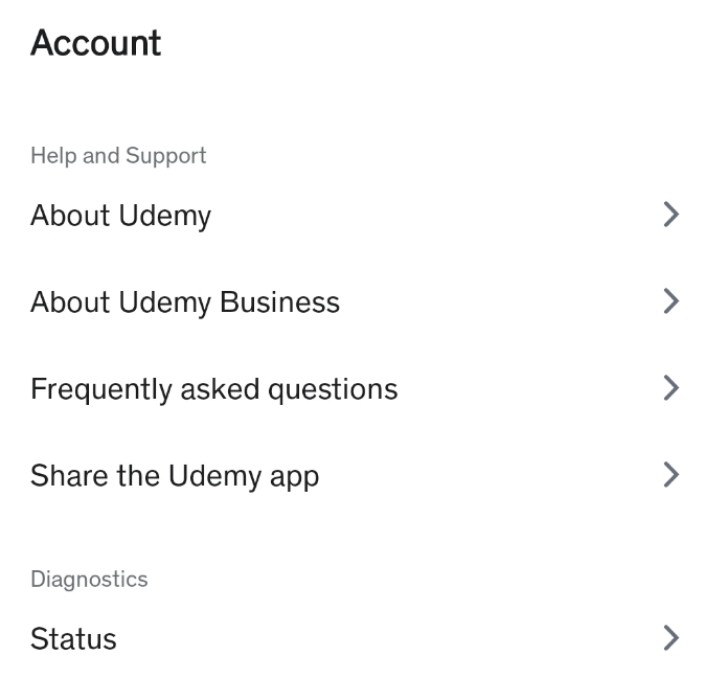 Account
Help and Support
About Udemy
About Udemy Business
Frequently asked questions
Share the Udemy app
Diagnostics
Status